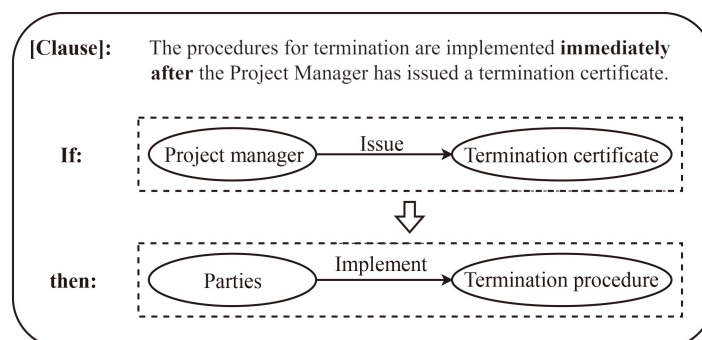 [Clause]: The procedures for termination are implemented immediately
after the Project Manager has issued a termination certificate.
If: Project manager Issue Termination certificate
then: Parties Implement Termination procedure